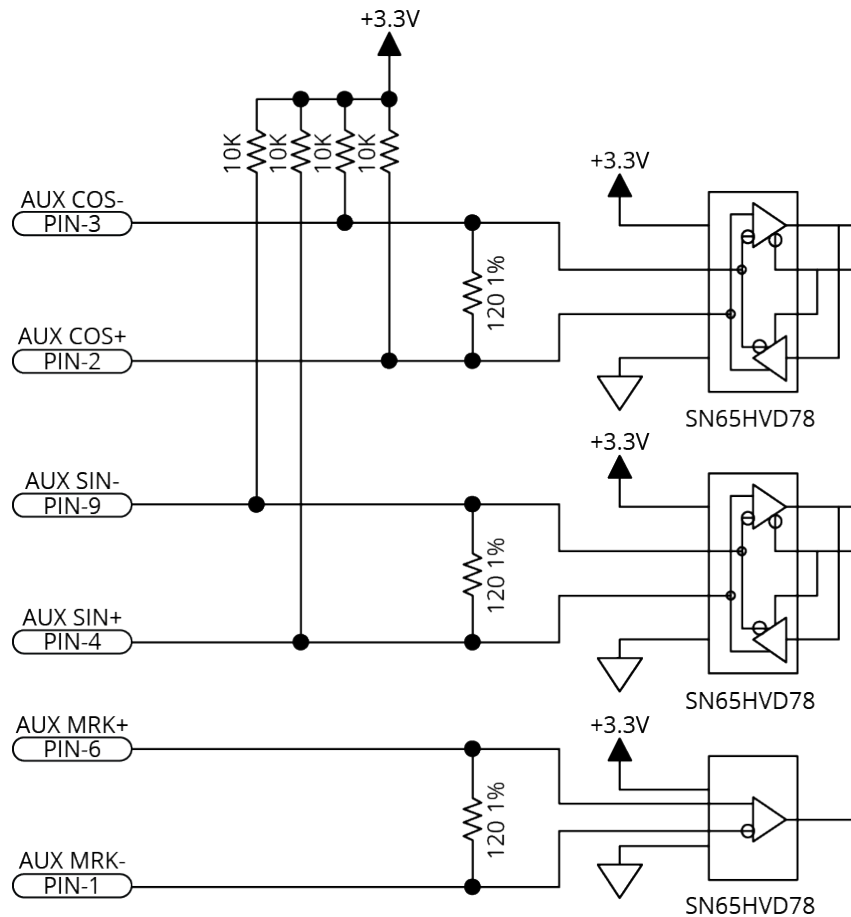 +3.3V
10K
10K
10K
10K
+3.3V
AUX COS-
PIN-3
120 1%
AUX COS+
PIN-2
SN65HVD78
+3.3V
AUX SIN-
PIN-9
120 1%
AUX SIN+
PIN-4
SN65HVD78
+3.3V
AUX MRK+
PIN-6
120 1%
AUX MRK-
PIN-1
SN65HVD78